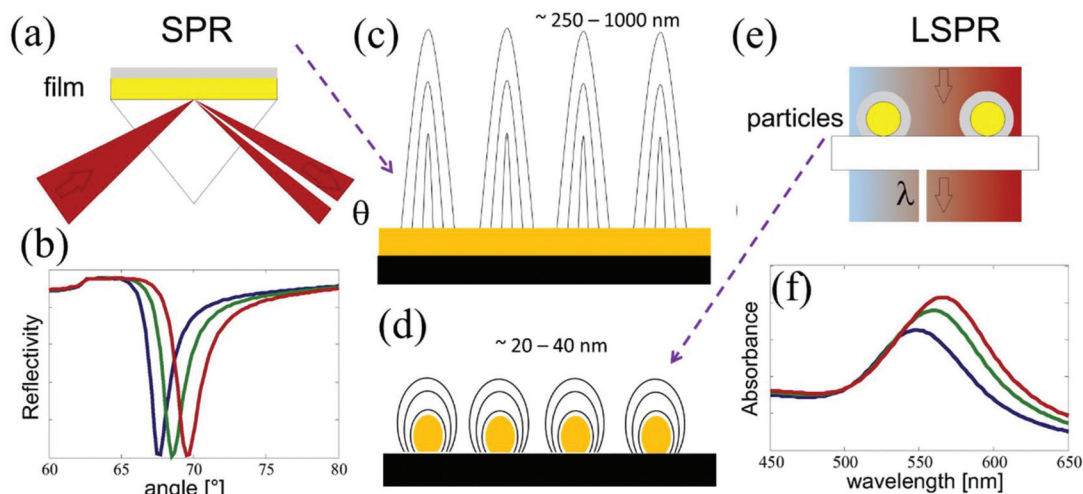 (a)
SPR
film
θ
(b)
Reflectivity
60 65 70 75 80
angle [°]
(c)
~ 250 – 1000 nm
(d)
~ 20 – 40 nm
(e)
LSPR
particles
λ
(f)
Absorbance
450 500 550 600 650
wavelength [nm]